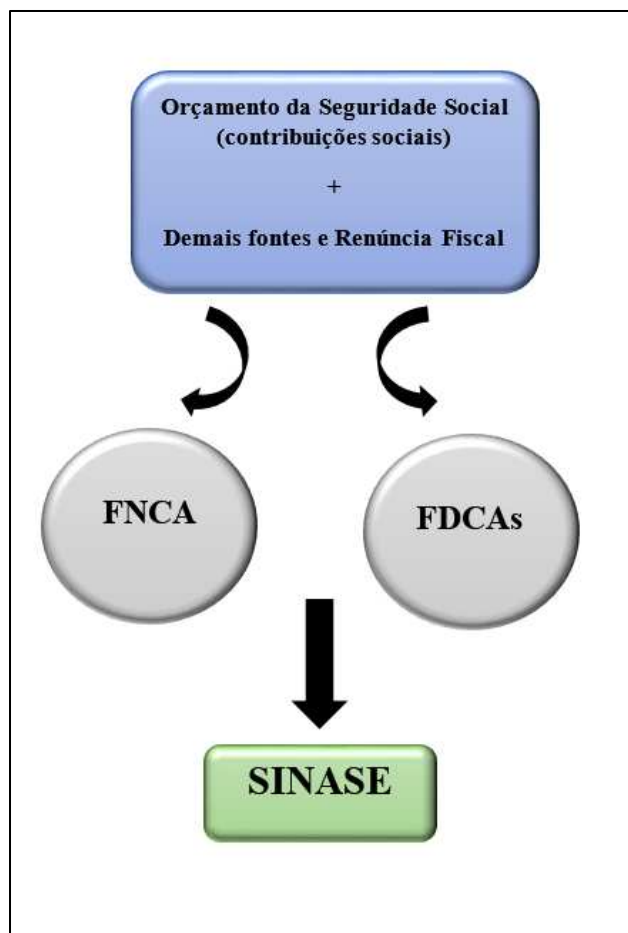 Orçamento da Seguridade Social
(contribuições sociais)
+
Demais fontes e Renúncia Fiscal
FNCA
FDCAs
SINASE